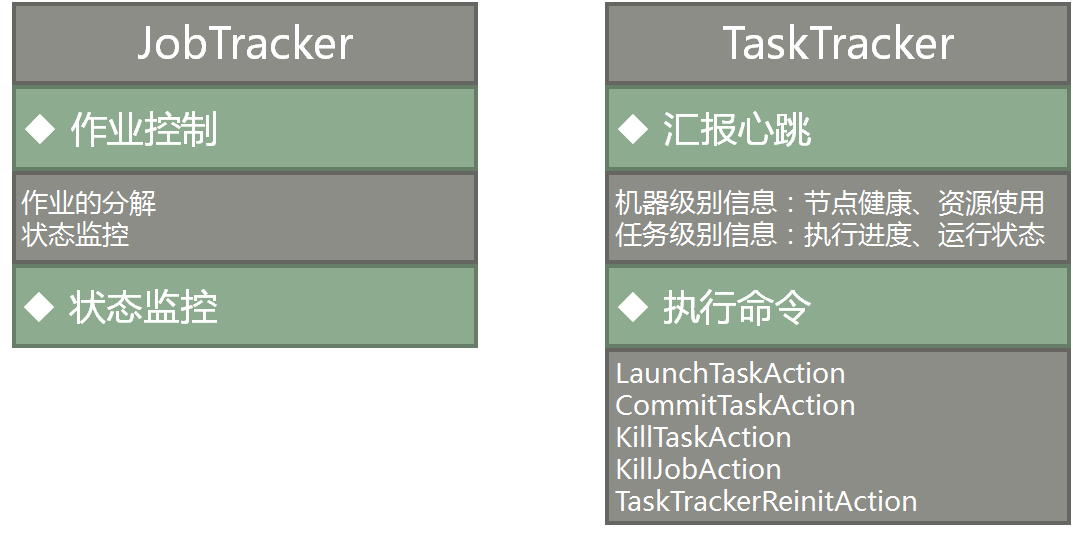 JobTracker
◆ 作业控制
作业的分解
状态监控
◆ 状态监控
TaskTracker
◆ 汇报心跳
机器级别信息：节点健康、资源使用
任务级别信息：执行进度、运行状态
◆ 执行命令
LaunchTaskAction
CommitTaskAction
KillTaskAction
KillJobAction
TaskTrackerReinitAction